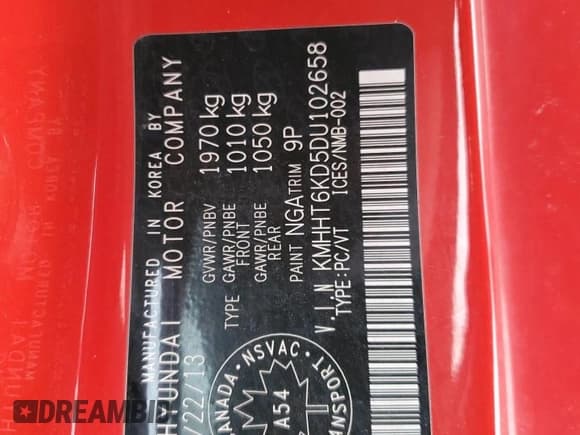 MANUFACTURED IN KOREA BY
HYUNDAI MOTOR COMPANY
/22/13
GVWR/PNBV 1970 kg
TYPE GAWR/PNBE FRONT 1010 kg
GAWR/PNBE REAR 1050 kg
PAINT NGA TRIM 9P
V.I.N KMHHT6KD5DU102658
TYPE:PC/VT ICES/NMB-002
CANADA - NSVAC -
A54
TRANSPORT
DREAMBID